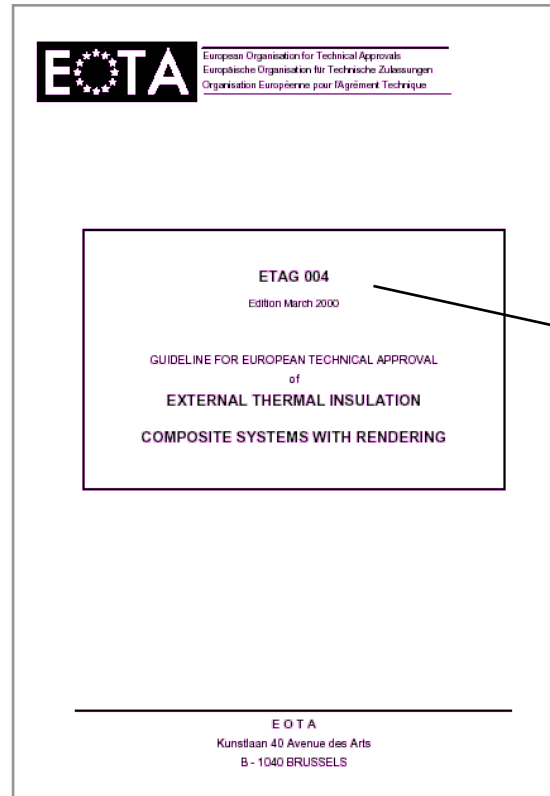 EOTA
European Organisation for Technical Approvals
Europäische Organisation für Technische Zulassungen
Organisation Européenne pour l'Agrément Technique
ETAG 004
Edition March 2000
GUIDELINE FOR EUROPEAN TECHNICAL APPROVAL
of
EXTERNAL THERMAL INSULATION
COMPOSITE SYSTEMS WITH RENDERING
E O T A
Kunstlaan 40 Avenue des Arts
B - 1040 BRUSSELS